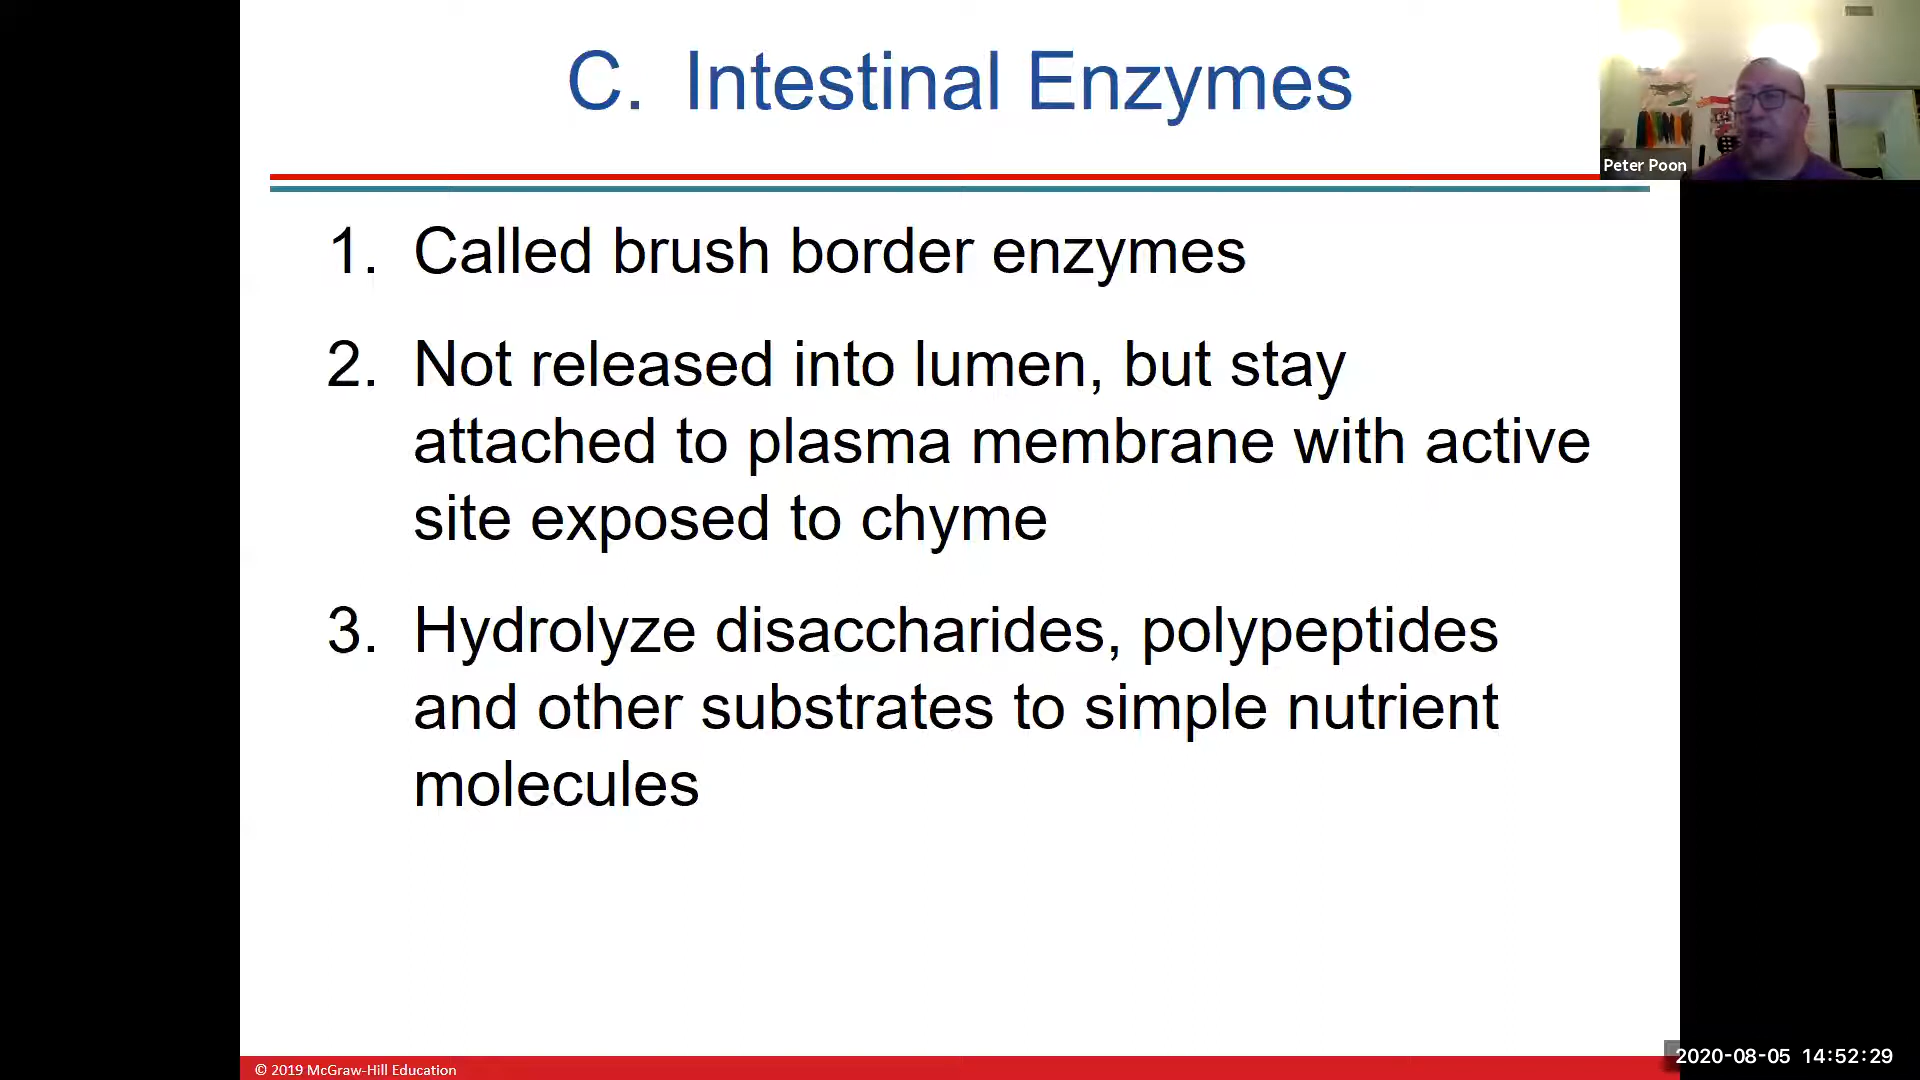 C. Intestinal Enzymes
Peter Poon
1. Called brush border enzymes
2. Not released into lumen, but stay
attached to plasma membrane with active
site exposed to chyme
3. Hydrolyze disaccharides, polypeptides
and other substrates to simple nutrient
molecules
© 2019 McGraw-Hill Education
2020-08-05 14:52:29